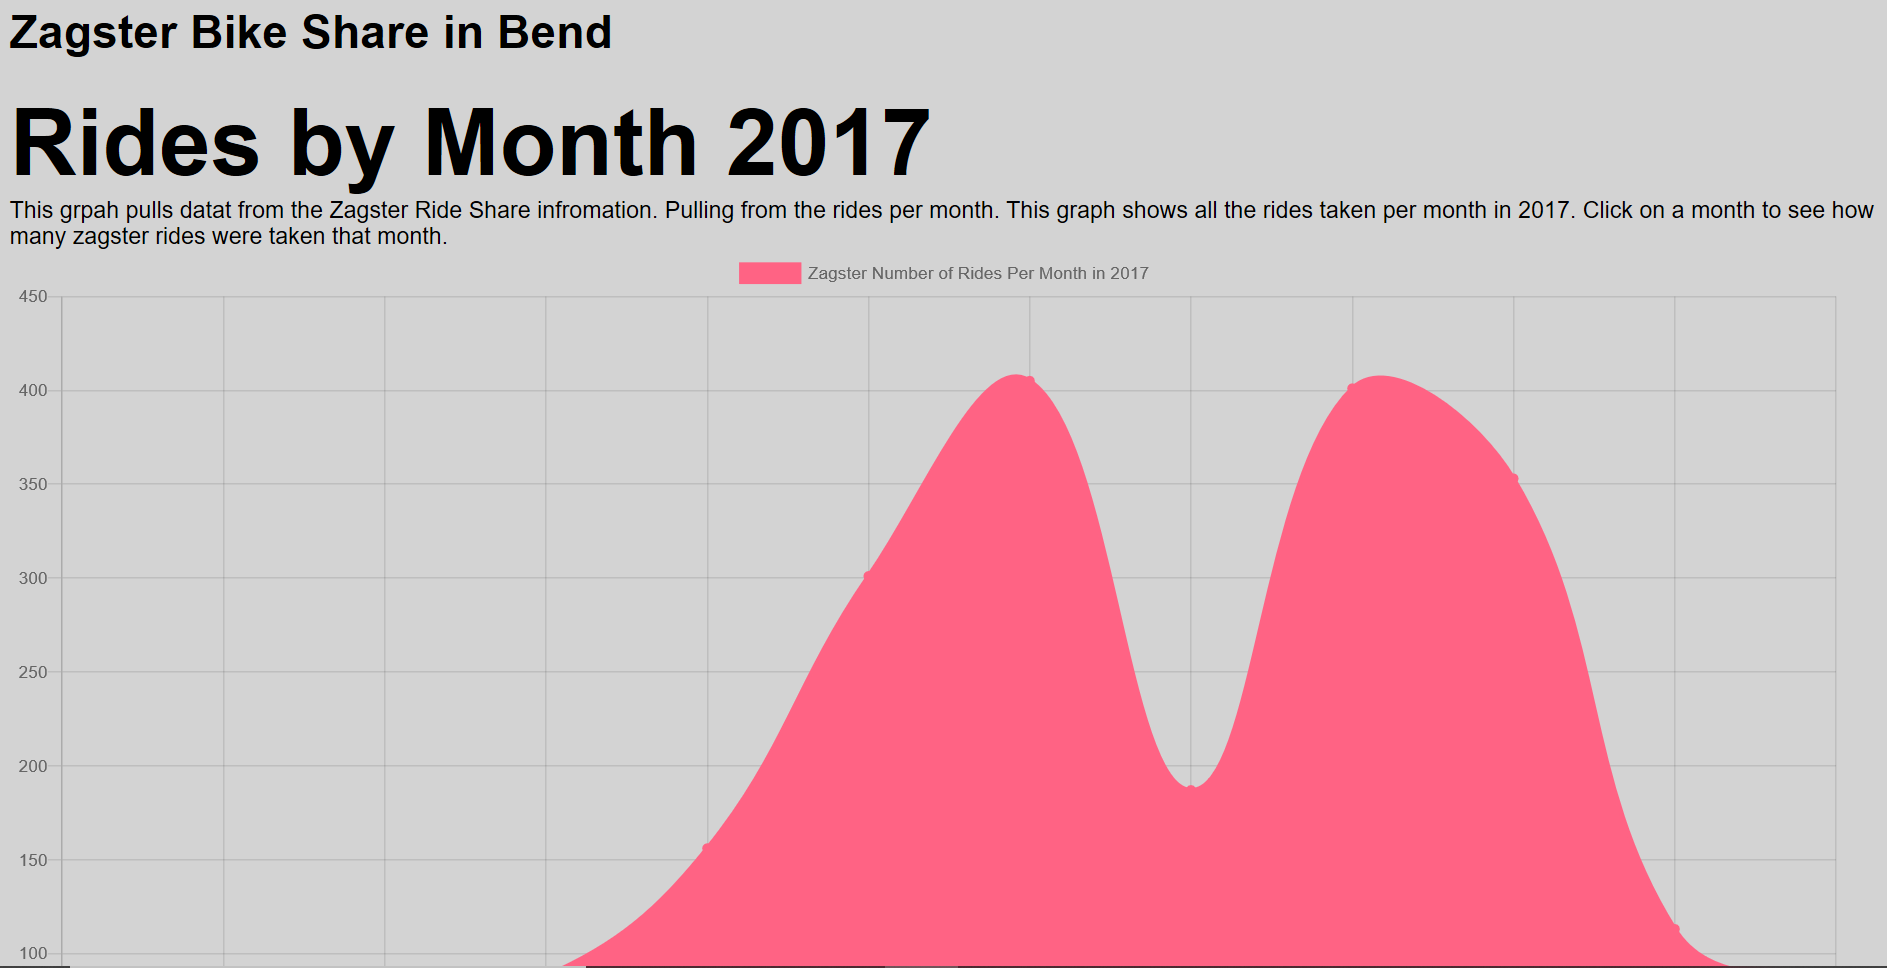 Zagster Bike Share in Bend
Rides by Month 2017
This grpah pulls datat from the Zagster Ride Share infromation. Pulling from the rides per month. This graph shows all the rides taken per month in 2017. Click on a month to see how
many zagster rides were taken that month.
Zagster Number of Rides Per Month in 2017
450
400
350
300
250
200
150
100